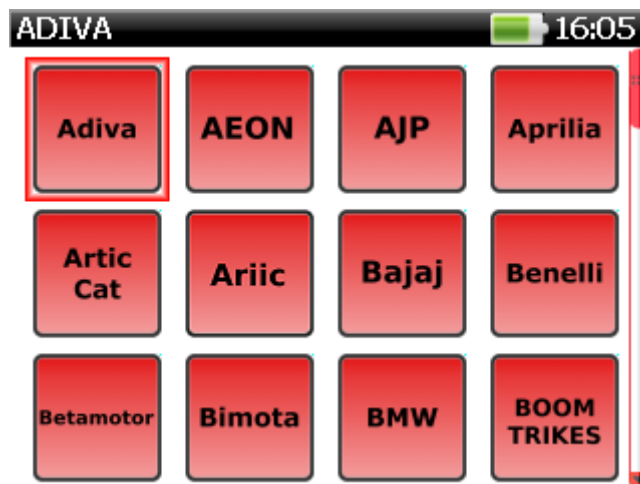 ADIVA 16:05
Adiva AEON AJP Aprilia
Artic
Cat Ariic Bajaj Benelli
Betamotor Bimota BMW BOOM
TRIKES